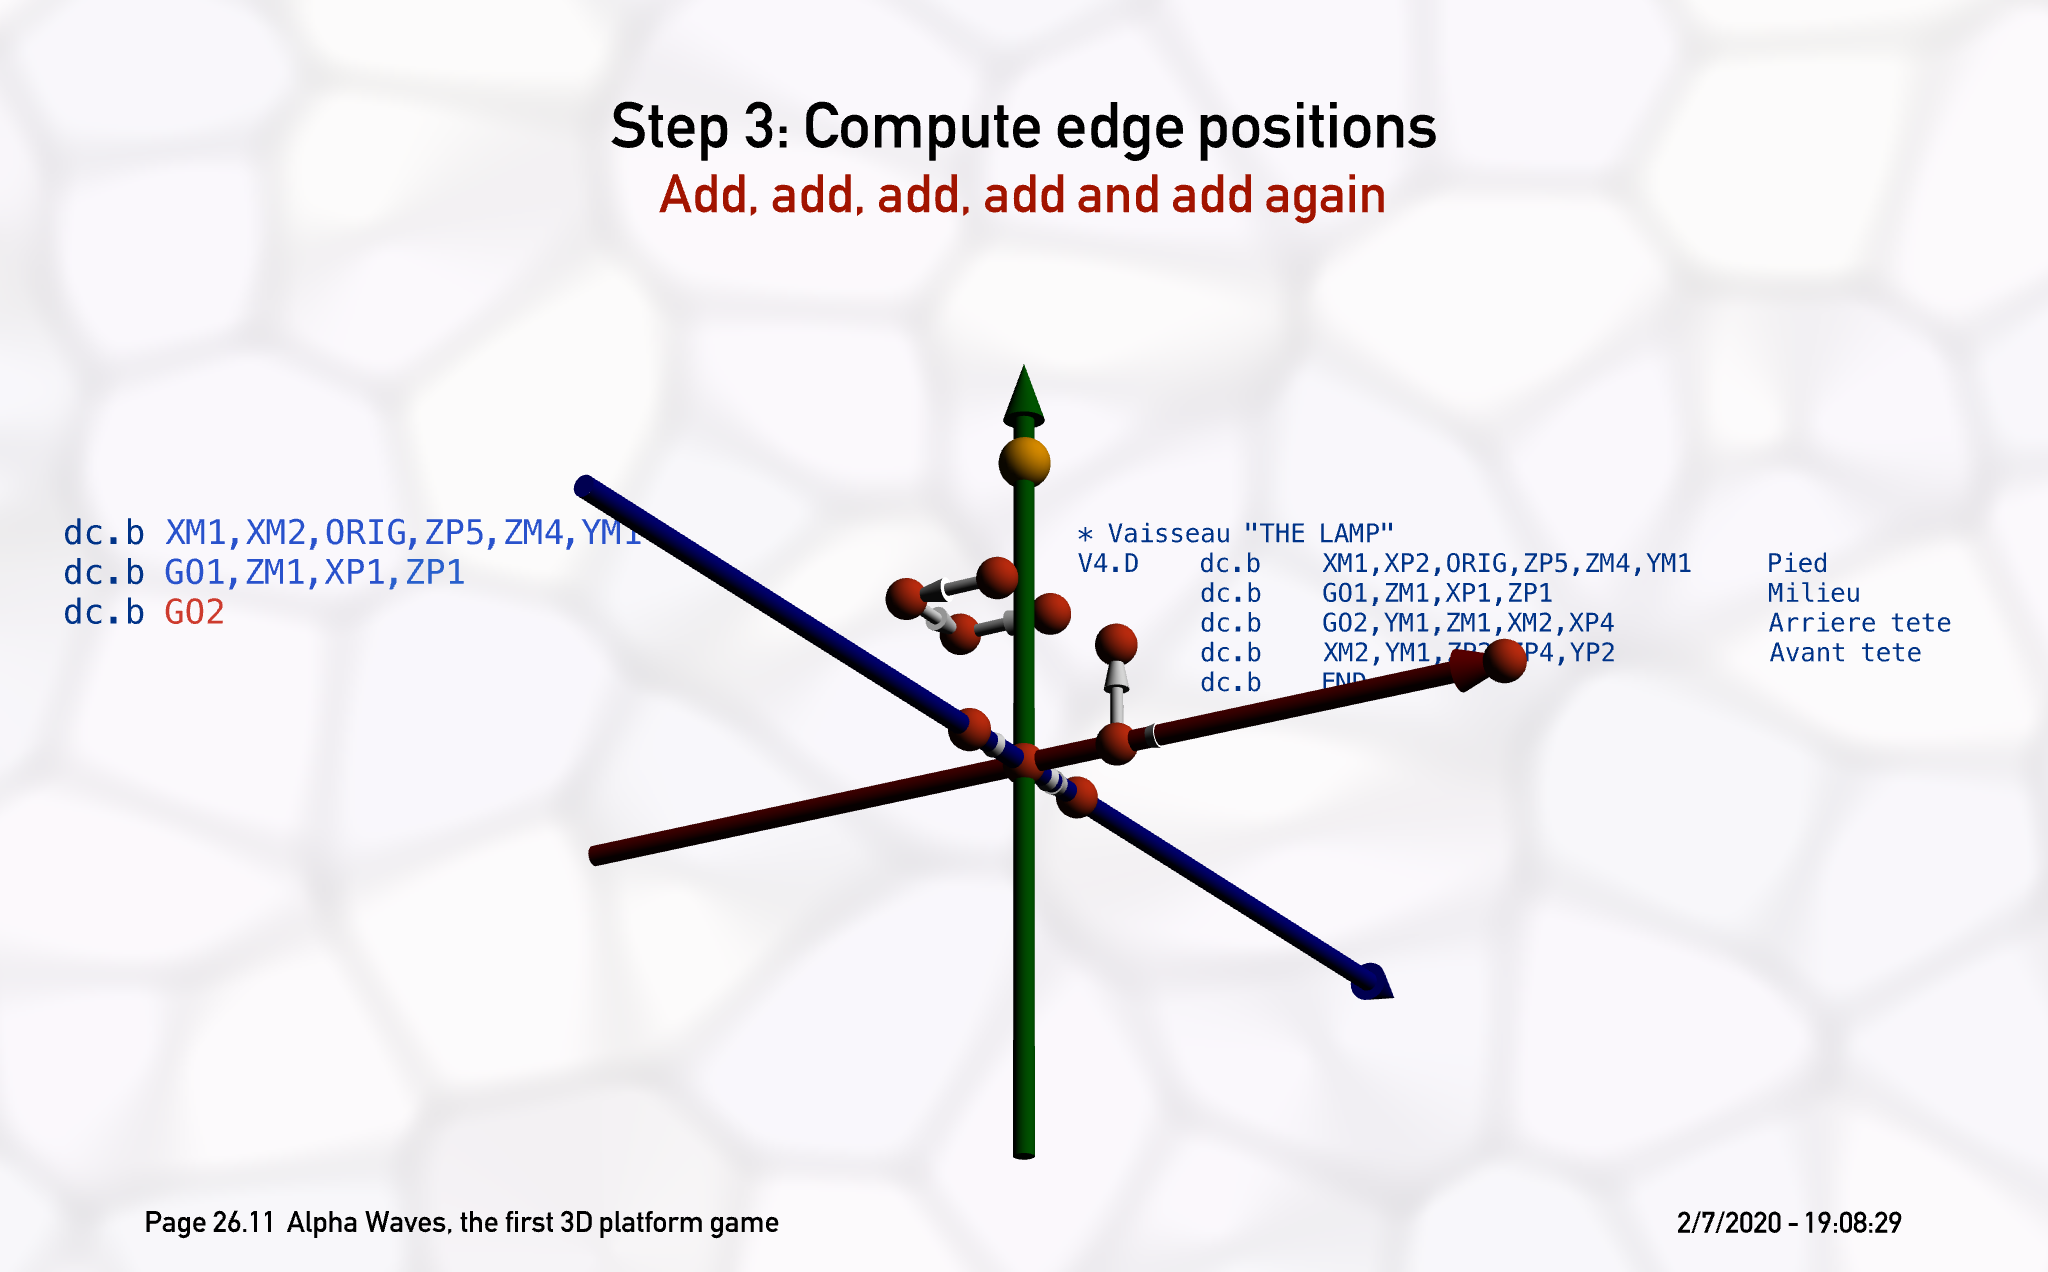 Step 3: Compute edge positions
Add, add, add, add and add again
dc.b XM1,XM2,ORIG,ZP5,ZM4,YM1
dc.b GO1,ZM1,XP1,ZP1
dc.b GO2
* Vaisseau "THE LAMP"
V4.D dc.b XM1,XP2,ORIG,ZP5,ZM4,YM1 Pied
dc.b GO1,ZM1,XP1,ZP1 Milieu
dc.b GO2,YM1,ZM1,XM2,XP4 Arriere tete
dc.b XM2,YM1, YP2 Avant tete
dc.b END
Page 26.11 Alpha Waves, the first 3D platform game
2/7/2020 - 19:08:29